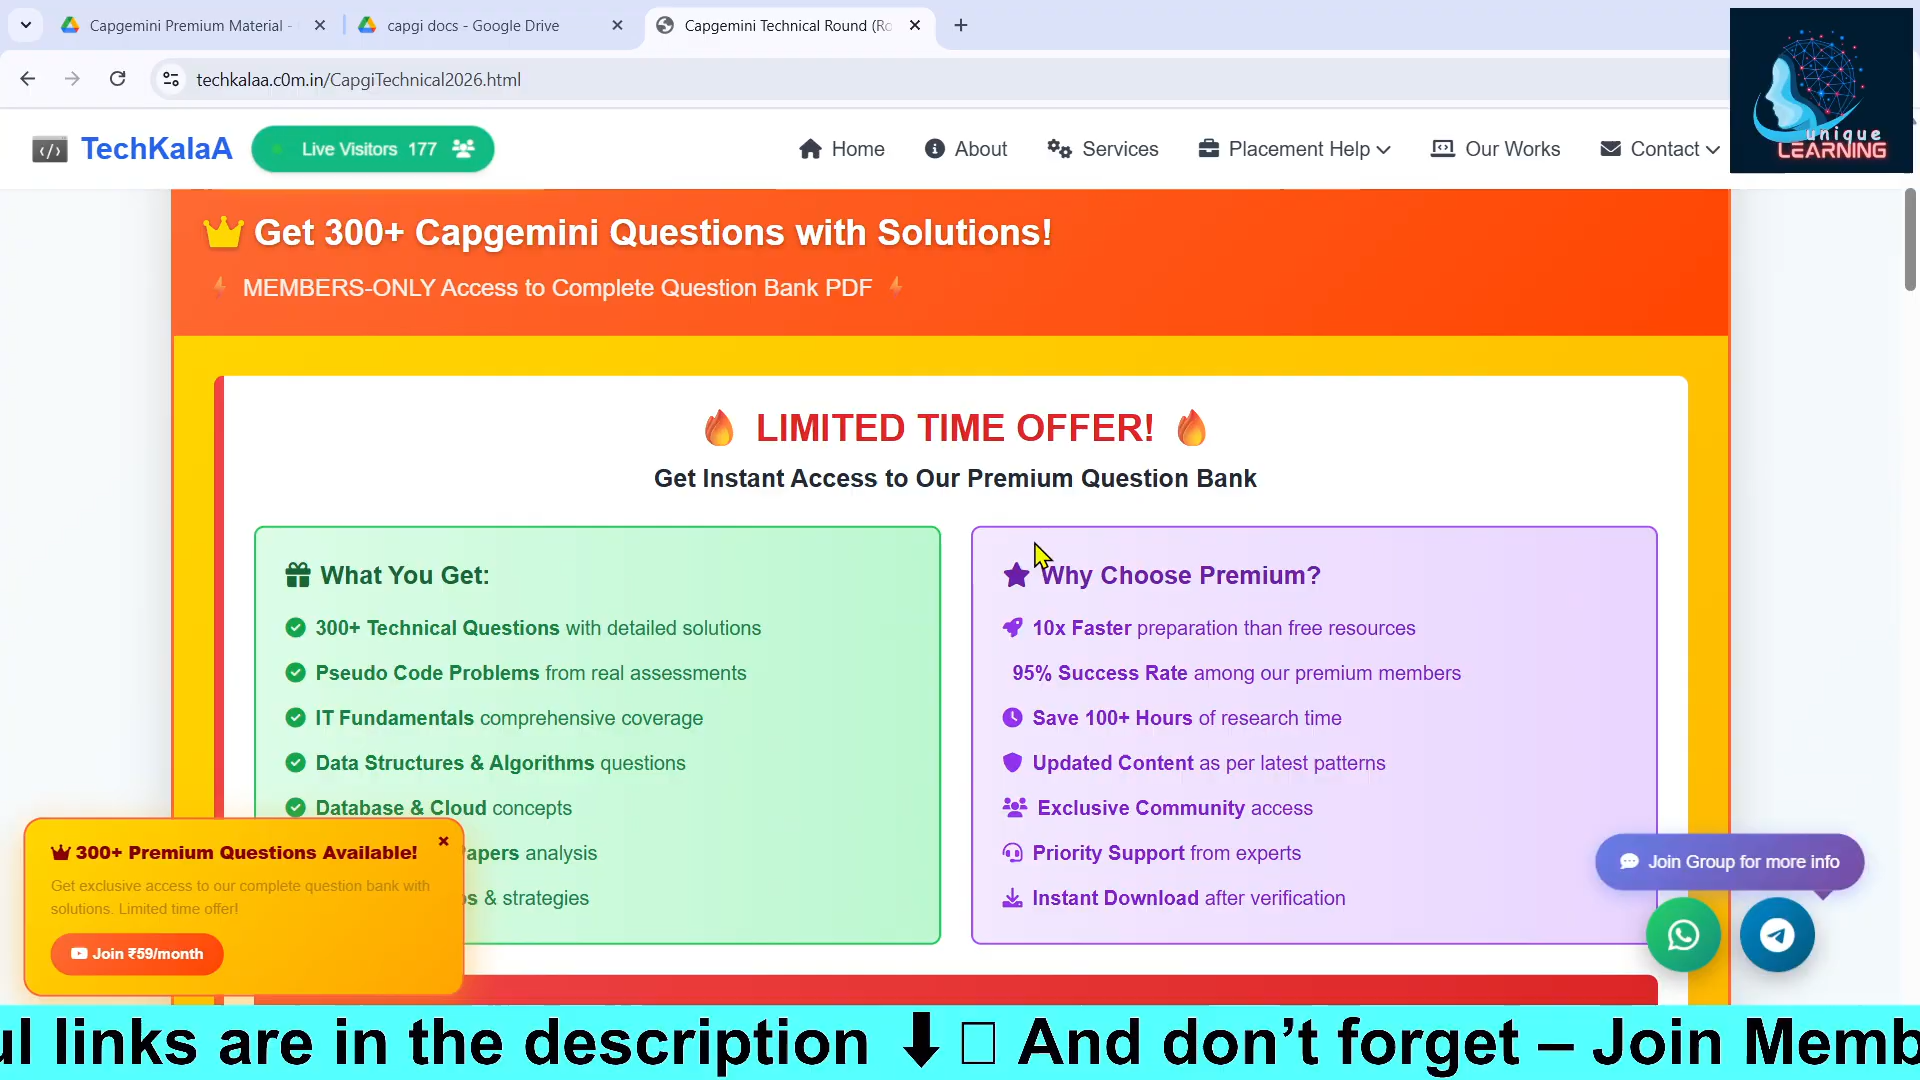 Capgemini Premium Material -
capgi docs - Google Drive
Capgemini Technical Round (Ro
techkalaa.c0m.in/CapgiTechnical2026.html
unique
LEARNING
TechKalaA
Live Visitors 177
Home
About
Services
Placement Help
Our Works
Contact
Get 300+ Capgemini Questions with Solutions!
MEMBERS-ONLY Access to Complete Question Bank PDF
LIMITED TIME OFFER!
Get Instant Access to Our Premium Question Bank
What You Get:
300+ Technical Questions with detailed solutions
Pseudo Code Problems from real assessments
IT Fundamentals comprehensive coverage
Data Structures & Algorithms questions
Database & Cloud concepts
apers analysis
s & strategies
Why Choose Premium?
10x Faster preparation than free resources
95% Success Rate among our premium members
Save 100+ Hours of research time
Updated Content as per latest patterns
Exclusive Community access
Priority Support from experts
Instant Download after verification
300+ Premium Questions Available!
Get exclusive access to our complete question bank with
solutions. Limited time offer!
Join ₹59/month
Join Group for more info
ul links are in the description ⬇ And don’t forget – Join Memb